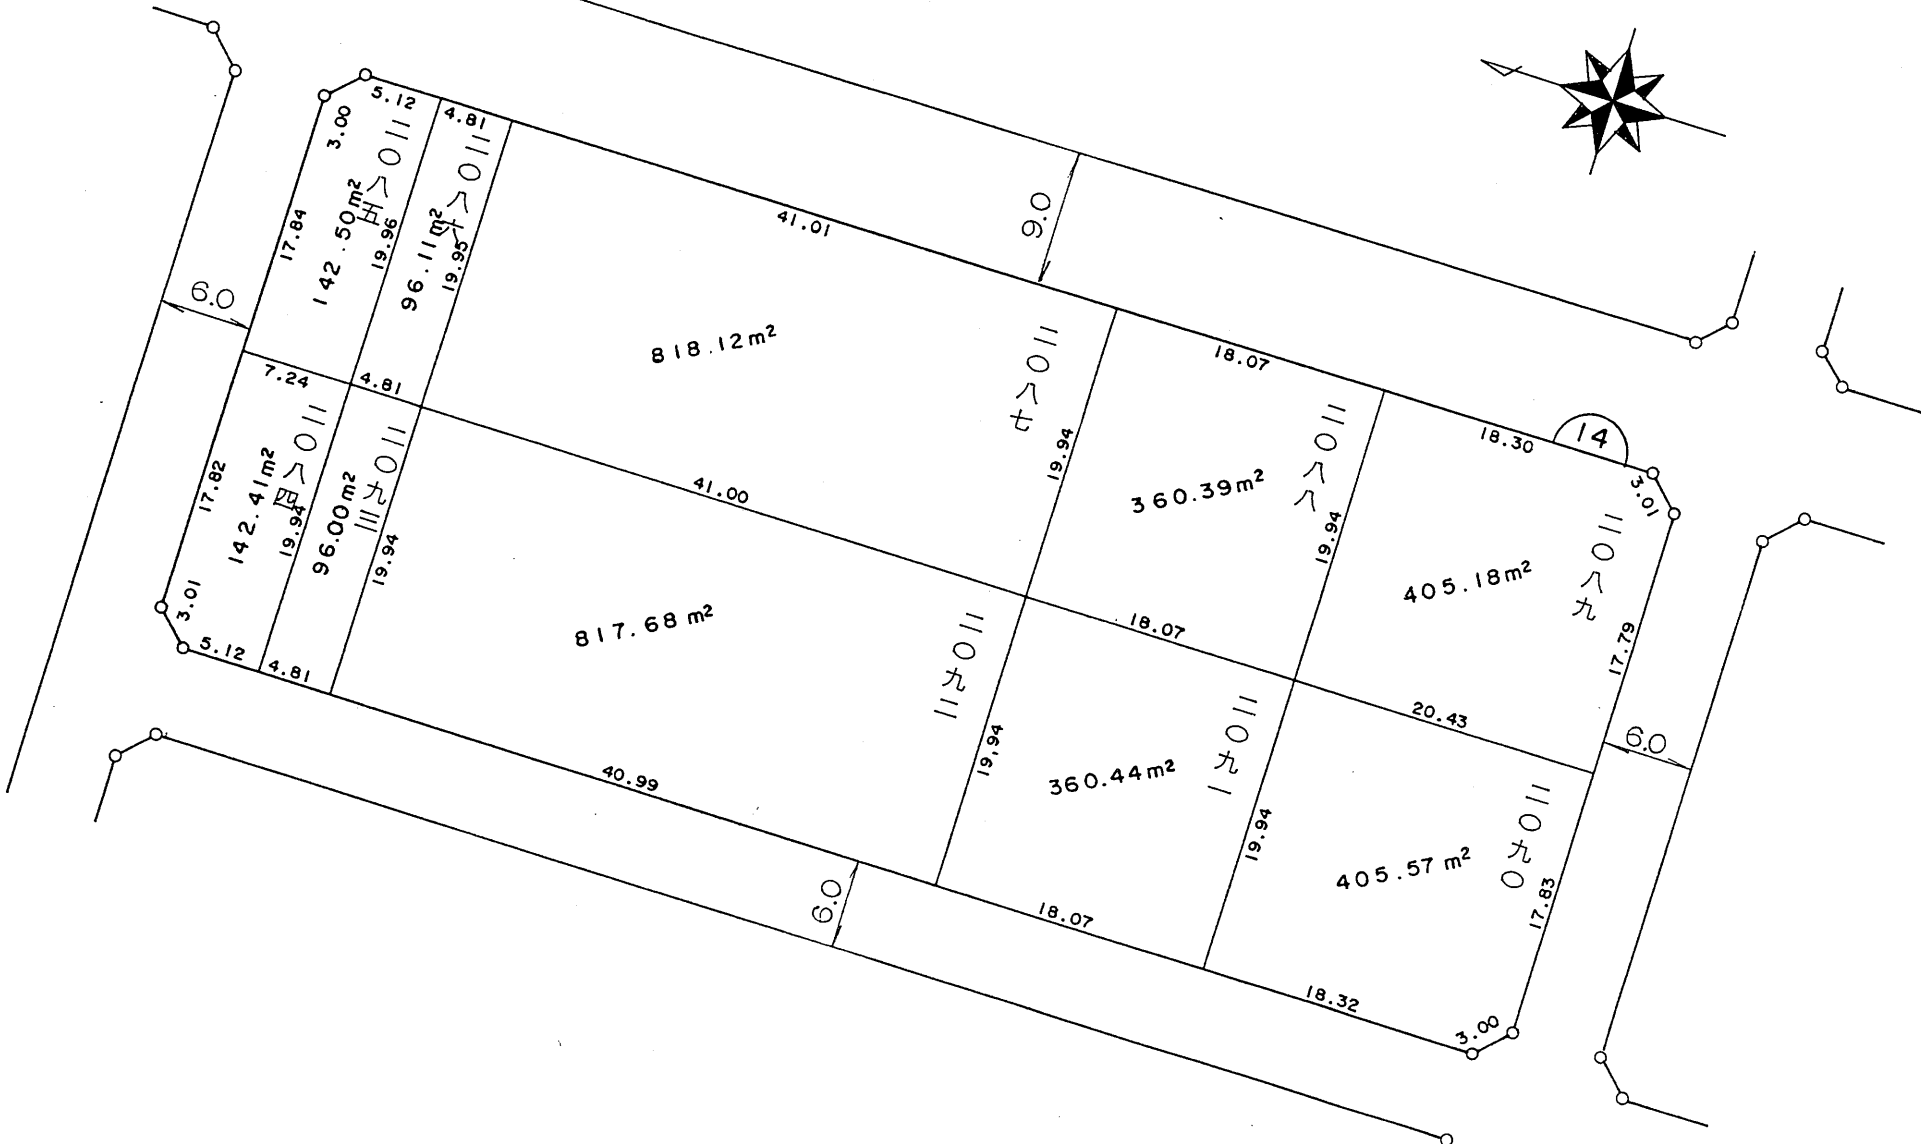 5.12
4.81
3.00
二〇八五
二〇八六
142.50m²
96.11m²
17.84
19.96
19.95
41.01
9.0
6.0
818.12m²
二〇八七
18.07
7.24
4.81
二〇八四
二〇九三
19.94
360.39m²
二〇八八
18.30
14
3.01
17.82
142.41m²
19.94
96.00m²
19.94
41.00
19.94
405.18m²
二〇八九
17.79
3.01
5.12
4.81
817.68m²
二〇九二
18.07
20.43
6.0
19.94
360.44m²
二〇九一
40.99
19.94
405.57m²
二〇九〇
17.83
6.0
18.07
18.32
3.00